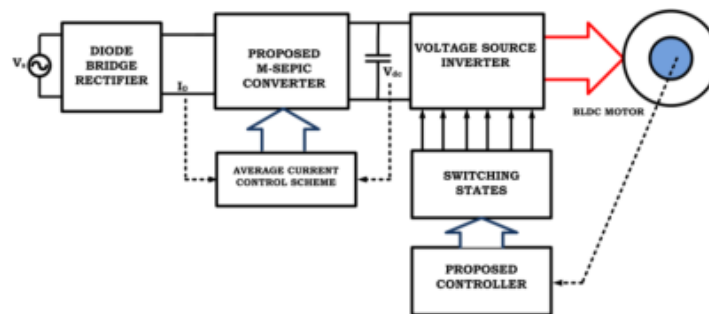 DIODE
BRIDGE
RECTIFIER
PROPOSED
M-SEPIC
CONVERTER
VOLTAGE SOURCE
INVERTER
Vs
I0
Vdc
BLDC MOTOR
AVERAGE CURRENT
CONTROL SCHEME
SWITCHING
STATES
PROPOSED
CONTROLLER